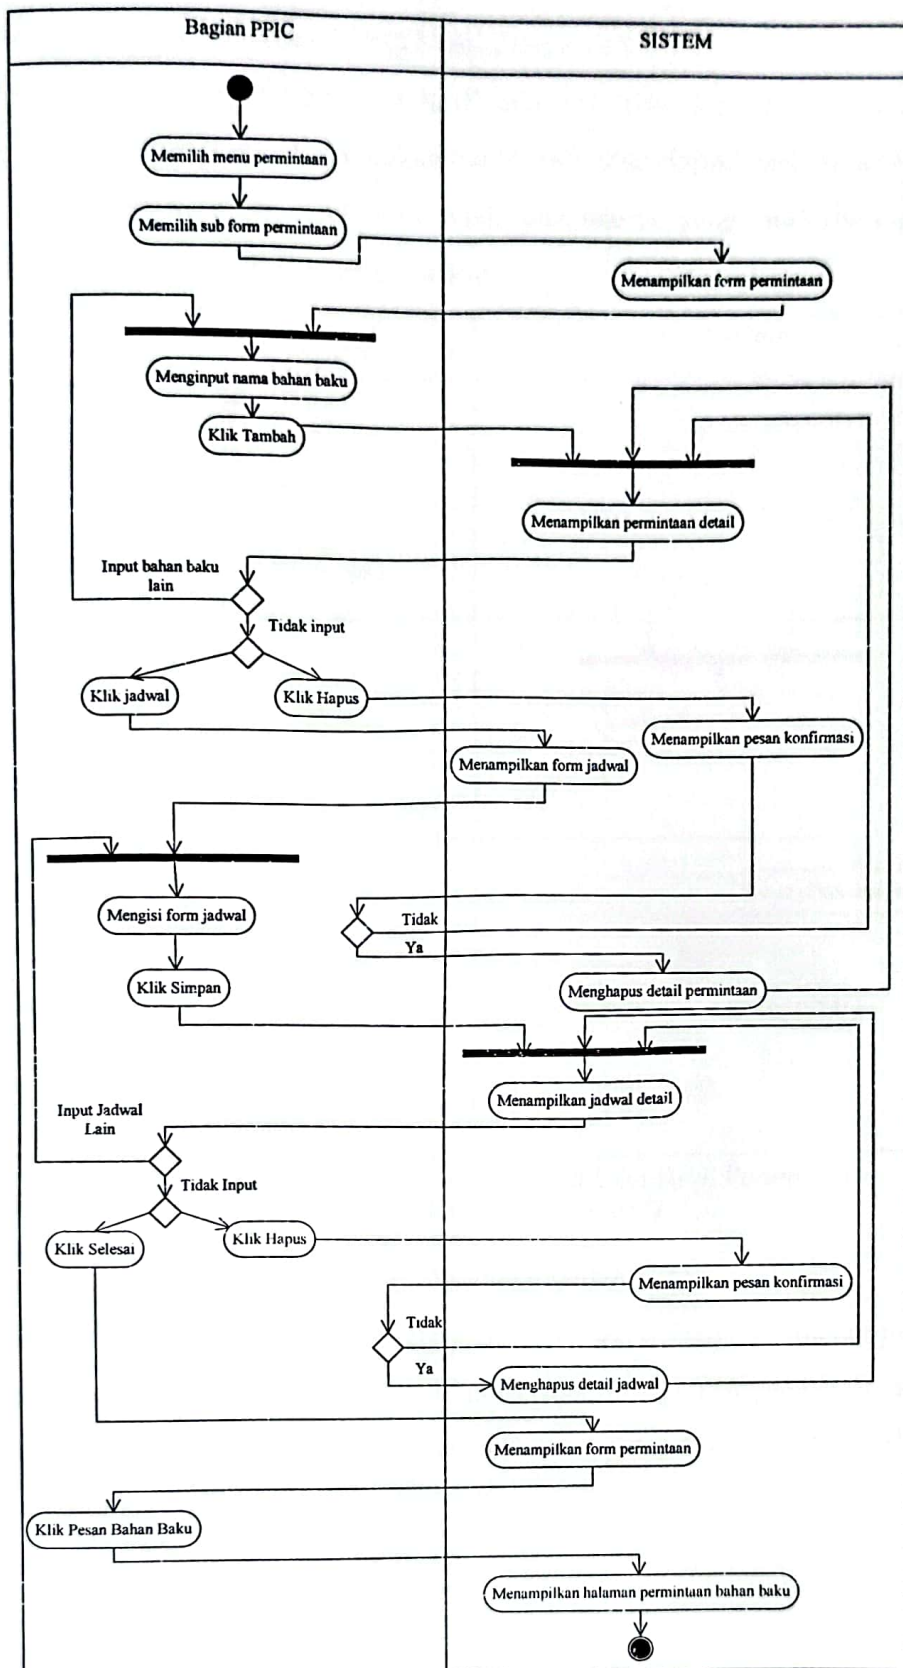 Bagian PPIC
SISTEM
Memilih menu permintaan
Memilih sub form permintaan
Menampilkan form permintaan
Menginput nama bahan baku
Klik Tambah
Menampilkan permintaan detail
Input bahan baku
lain
Tidak input
Klik jadwal
Klik Hapus
Menampilkan pesan konfirmasi
Menampilkan form jadwal
Mengisi form jadwal
Tidak
Ya
Klik Simpan
Menghapus detail permintaan
Menampilkan jadwal detail
Input Jadwal
Lain
Tidak Input
Klik Selesai
Klik Hapus
Menampilkan pesan konfirmasi
Tidak
Ya
Menghapus detail jadwal
Menampilkan form permintaan
Klik Pesan Bahan Baku
Menampilkan halaman permintaan bahan baku